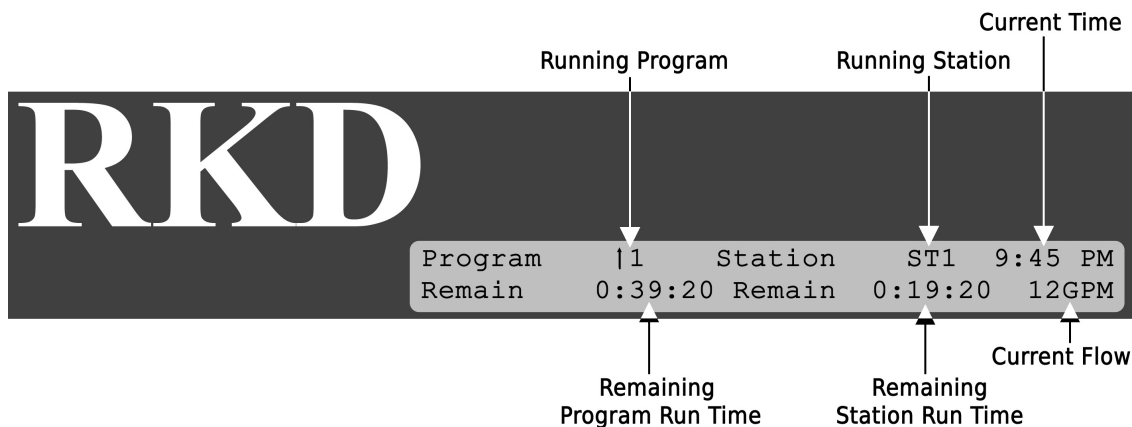 Current Time
Running Program
Running Station
RKD
Program ↑1 Station ST1 9:45 PM
Remain 0:39:20 Remain 0:19:20 12GPM
Current Flow
Remaining
Program Run Time
Remaining
Station Run Time